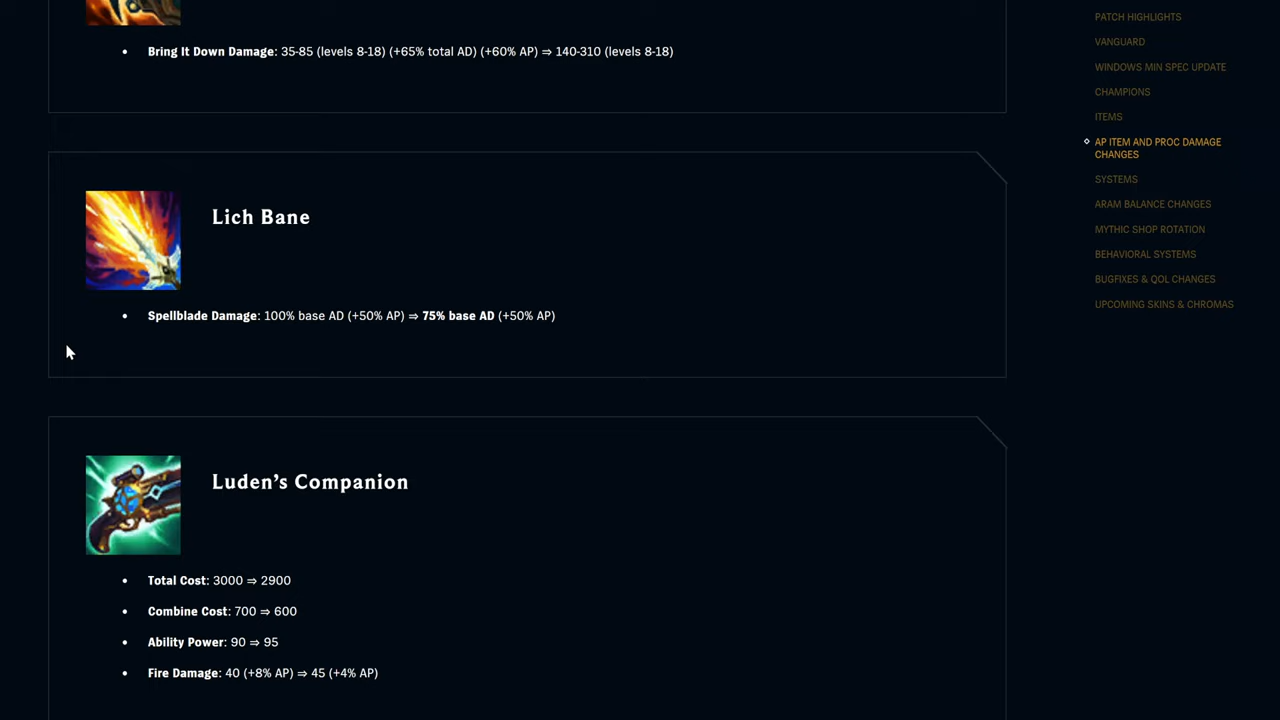 Bring It Down Damage: 35-85 (levels 8-18) (+65% total AD) (+60% AP) ⇒ 140-310 (levels 8-18)
Lich Bane
Spellblade Damage: 100% base AD (+50% AP) ⇒ 75% base AD (+50% AP)
Luden’s Companion
Total Cost: 3000 ⇒ 2900
Combine Cost: 700 ⇒ 600
Ability Power: 90 ⇒ 95
Fire Damage: 40 (+8% AP) ⇒ 45 (+4% AP)
PATCH HIGHLIGHTS
VANGUARD
WINDOWS MIN SPEC UPDATE
CHAMPIONS
ITEMS
AP ITEM AND PROC DAMAGE
CHANGES
SYSTEMS
ARAM BALANCE CHANGES
MYTHIC SHOP ROTATION
BEHAVIORAL SYSTEMS
BUGFIXES & QOL CHANGES
UPCOMING SKINS & CHROMAS